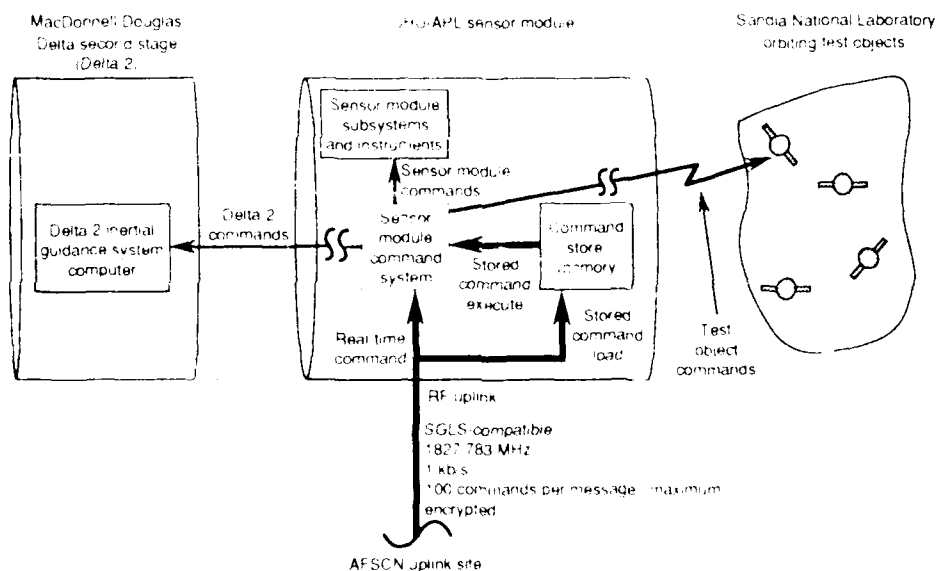 MacDonnell Douglas
Delta second stage
(Delta 2)
JHU/APL sensor module
Sandia National Laboratory
orbiting test objects
Sensor module
subsystems
and instruments
Sensor module
commands
Delta 2
commands
Delta 2 inertial
guidance system
computer
Sensor
module
command
system
Stored
command
execute
Command
store
memory
Real time
command
Stored
command
load
Test
object
commands
RF uplink
SGLS-compatible
1827.783 MHz
1 kb/s
100 commands per message maximum
encrypted
AFSCN uplink site